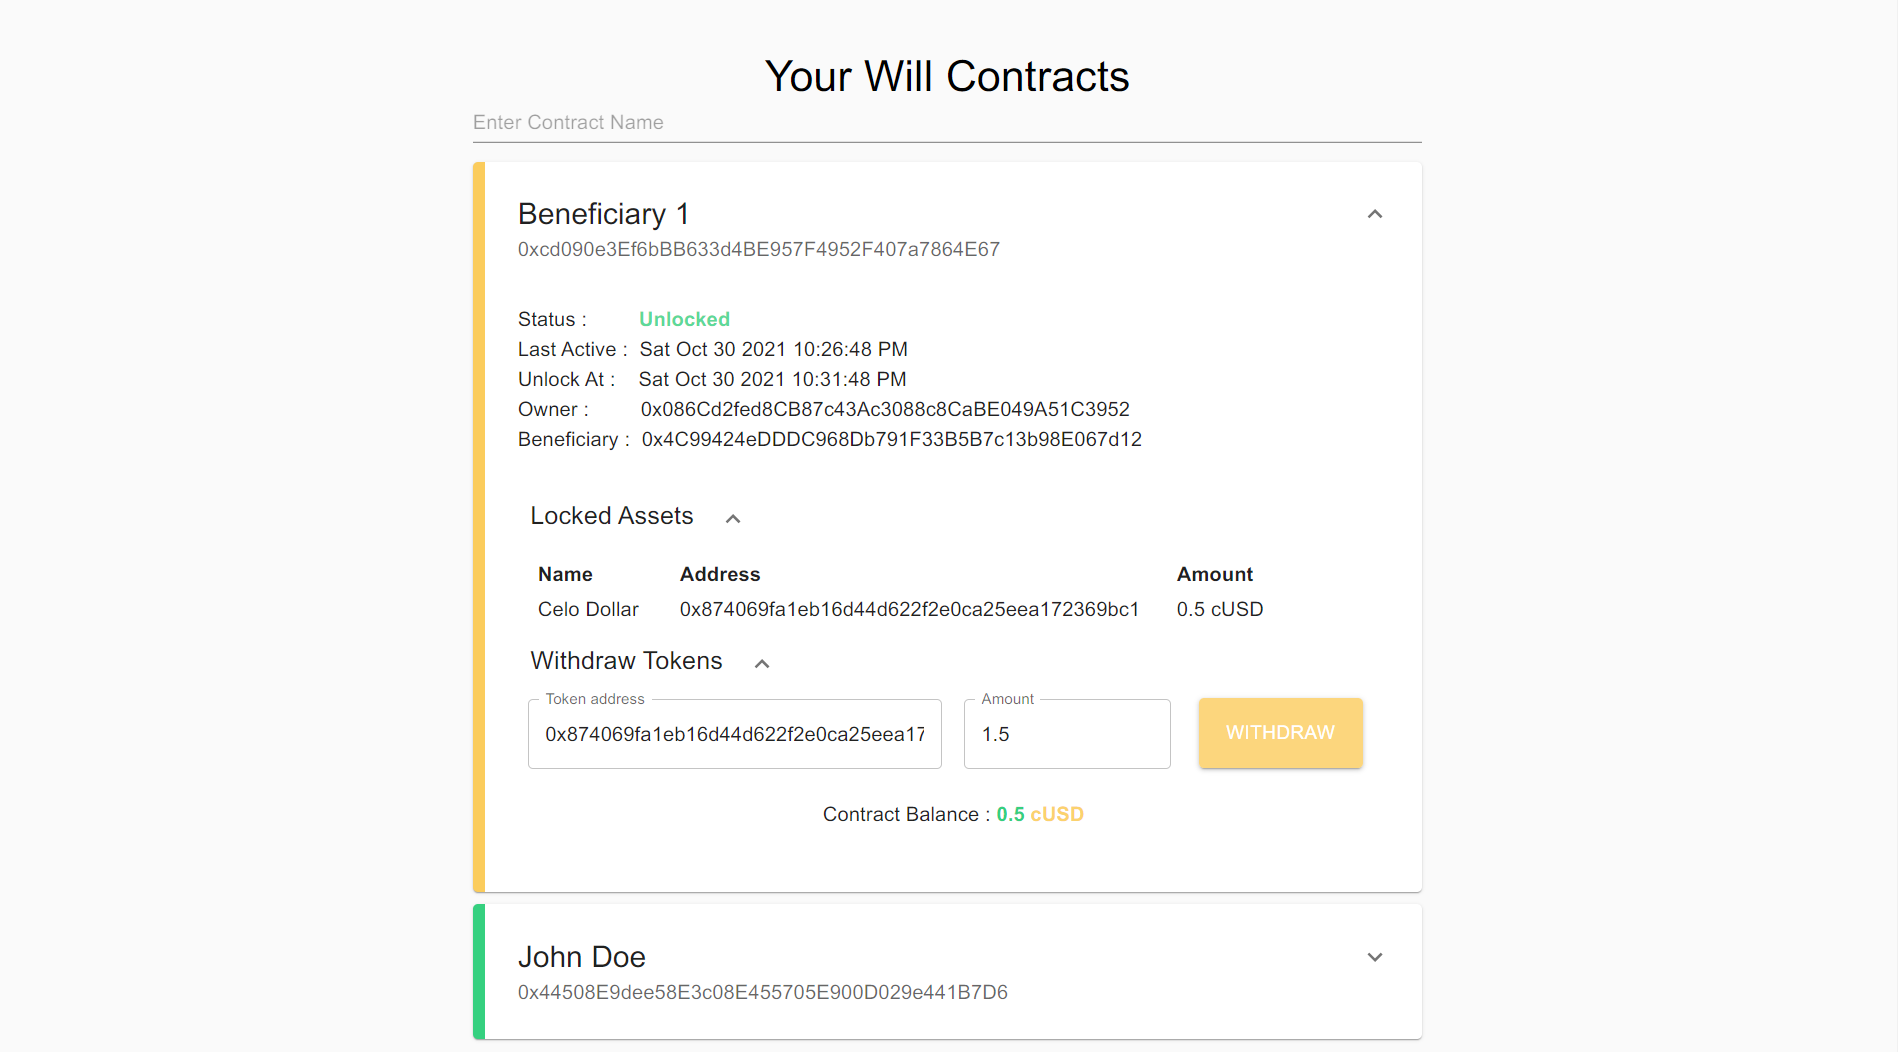 Your Will Contracts
Enter Contract Name
Beneficiary 1
0xcd090e3Ef6bBB633d4BE957F4952F407a7864E67
Status : Unlocked
Last Active : Sat Oct 30 2021 10:26:48 PM
Unlock At : Sat Oct 30 2021 10:31:48 PM
Owner : 0x086Cd2fed8CB87c43Ac3088c8CaBE049A51C3952
Beneficiary : 0x4C99424eDDDC968Db791F33B5B7c13b98E067d12
Locked Assets
Name Address Amount
Celo Dollar 0x874069fa1eb16d44d622f2e0ca25eea172369bc1 0.5 cUSD
Withdraw Tokens
Token address Amount
0x874069fa1eb16d44d622f2e0ca25eea17 1.5 WITHDRAW
Contract Balance : 0.5 cUSD
John Doe
0x44508E9dee58E3c08E455705E900D029e441B7D6